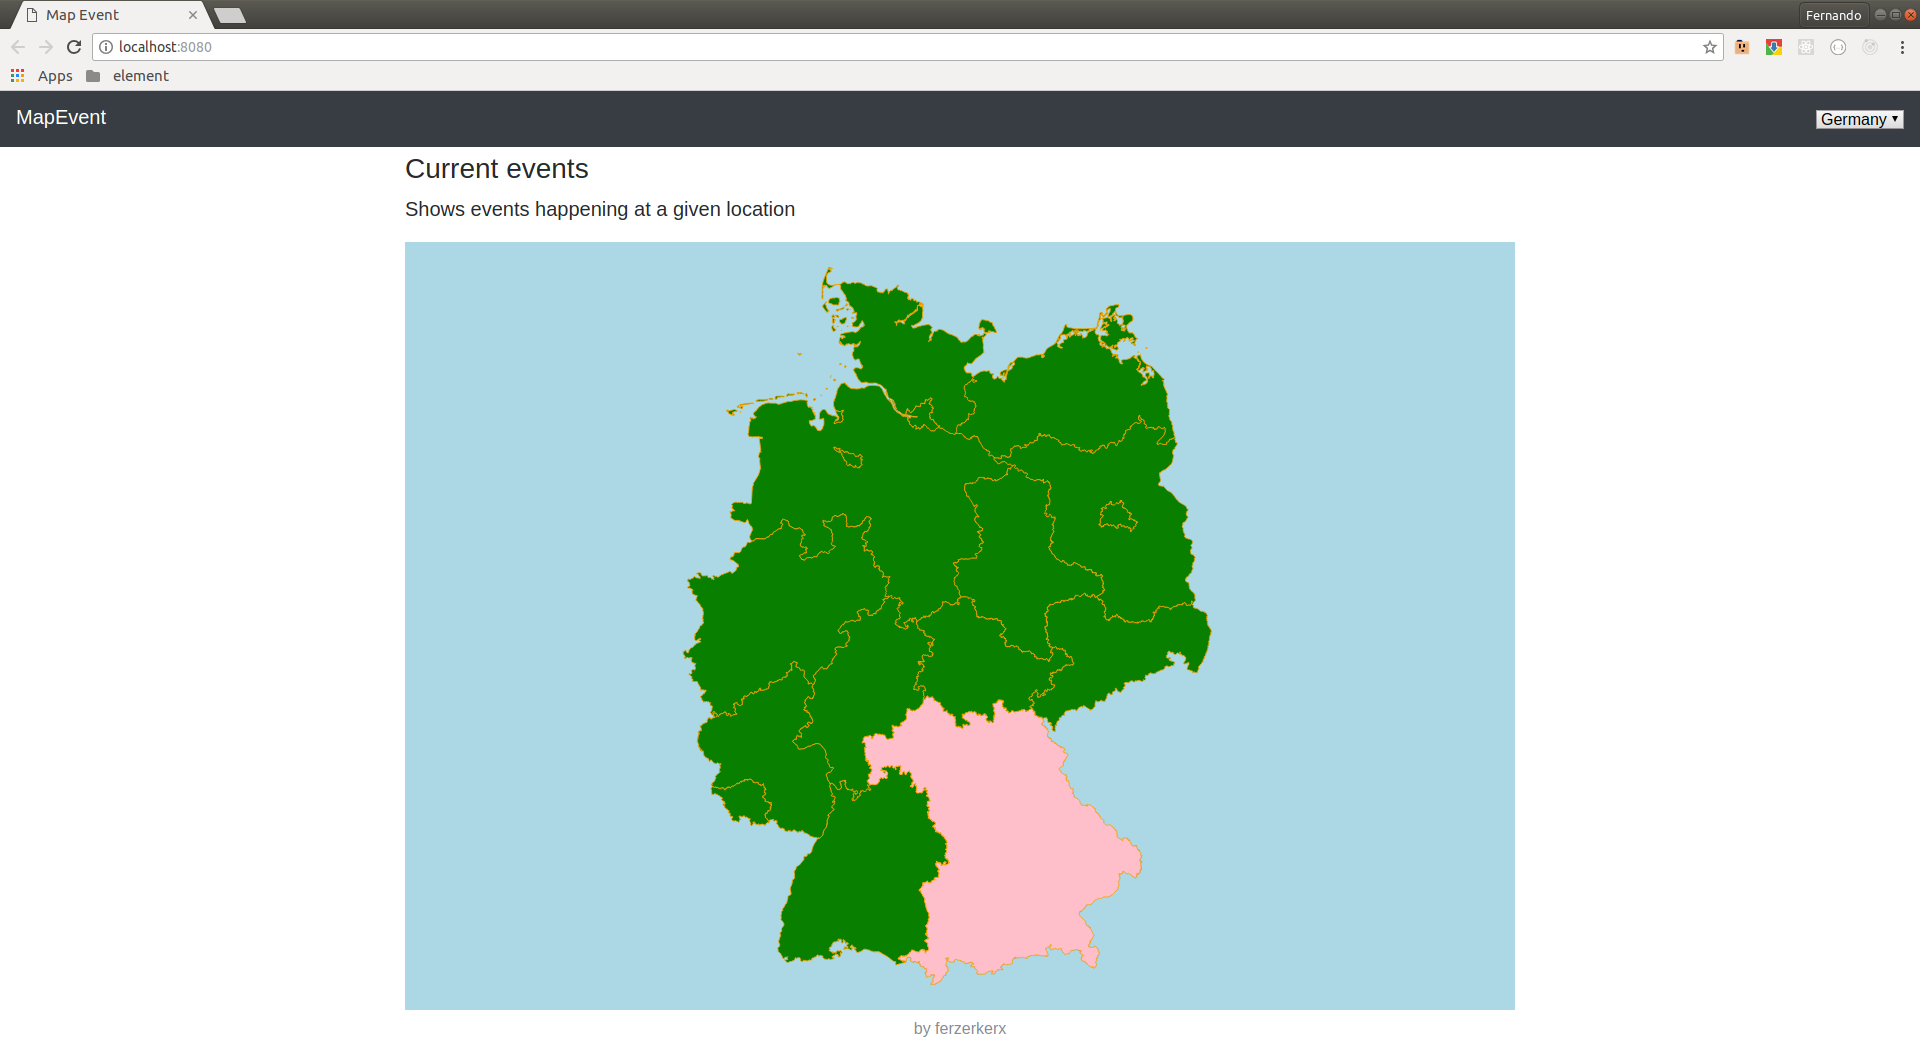 Map Event
Fernando
localhost:8080
Apps
element
MapEvent
Germany
Current events
Shows events happening at a given location
by ferzerkerx